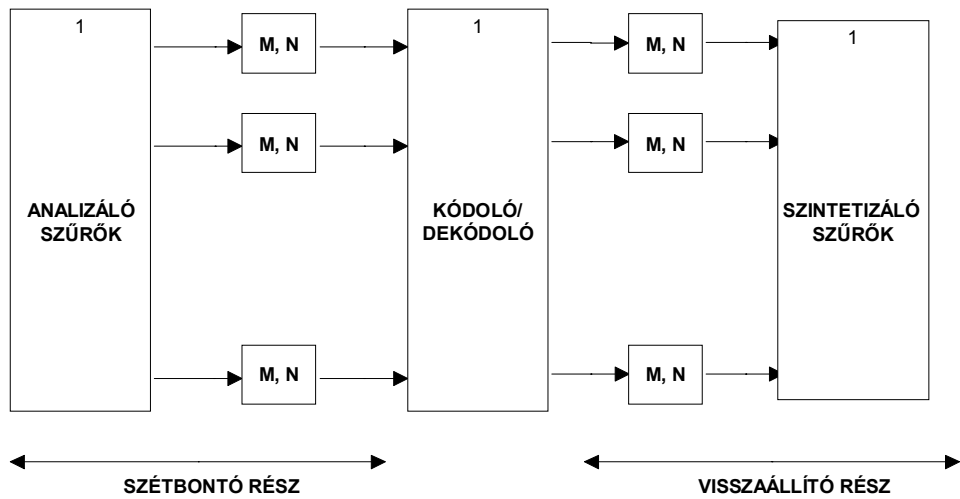 1
1
1
M, N
M, N
M, N
M, N
ANALIZÁLÓ
SZŰRŐK
KÓDOLÓ/
DEKÓDOLÓ
SZINTETIZÁLÓ
SZŰRŐK
M, N
M, N
SZÉTBONTÓ RÉSZ
VISSZAÁLLÍTÓ RÉSZ